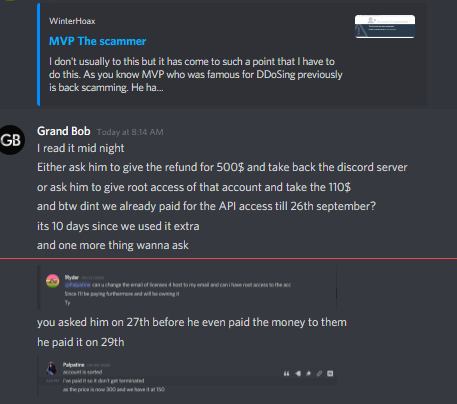 WinterHoax
MVP The scammer
I don't usually to this but it has come to such a point that I have to
do this. As you know MVP who was famous for DDoSing previously
is back scamming. He ha...
GB
Grand Bob Today at 8:14 AM
I read it mid night
Either ask him to give the refund for 500$ and take back the discord server
or ask him to give root access of that account and take the 110$
and btw dint we already paid for the API access till 26th september?
its 10 days since we used it extra
and one more thing wanna ask
Ryder
can u change the email of licenses 4 host to my email and can i have root access to the acc
Since I'll be paying furthermore and will be owning it
Ty
you asked him on 27th before he even paid the money to them
he paid it on 29th
Palpatine
account is sorted
I've paid it so it don't get terminated
as the price is now 300 and we have it at 150